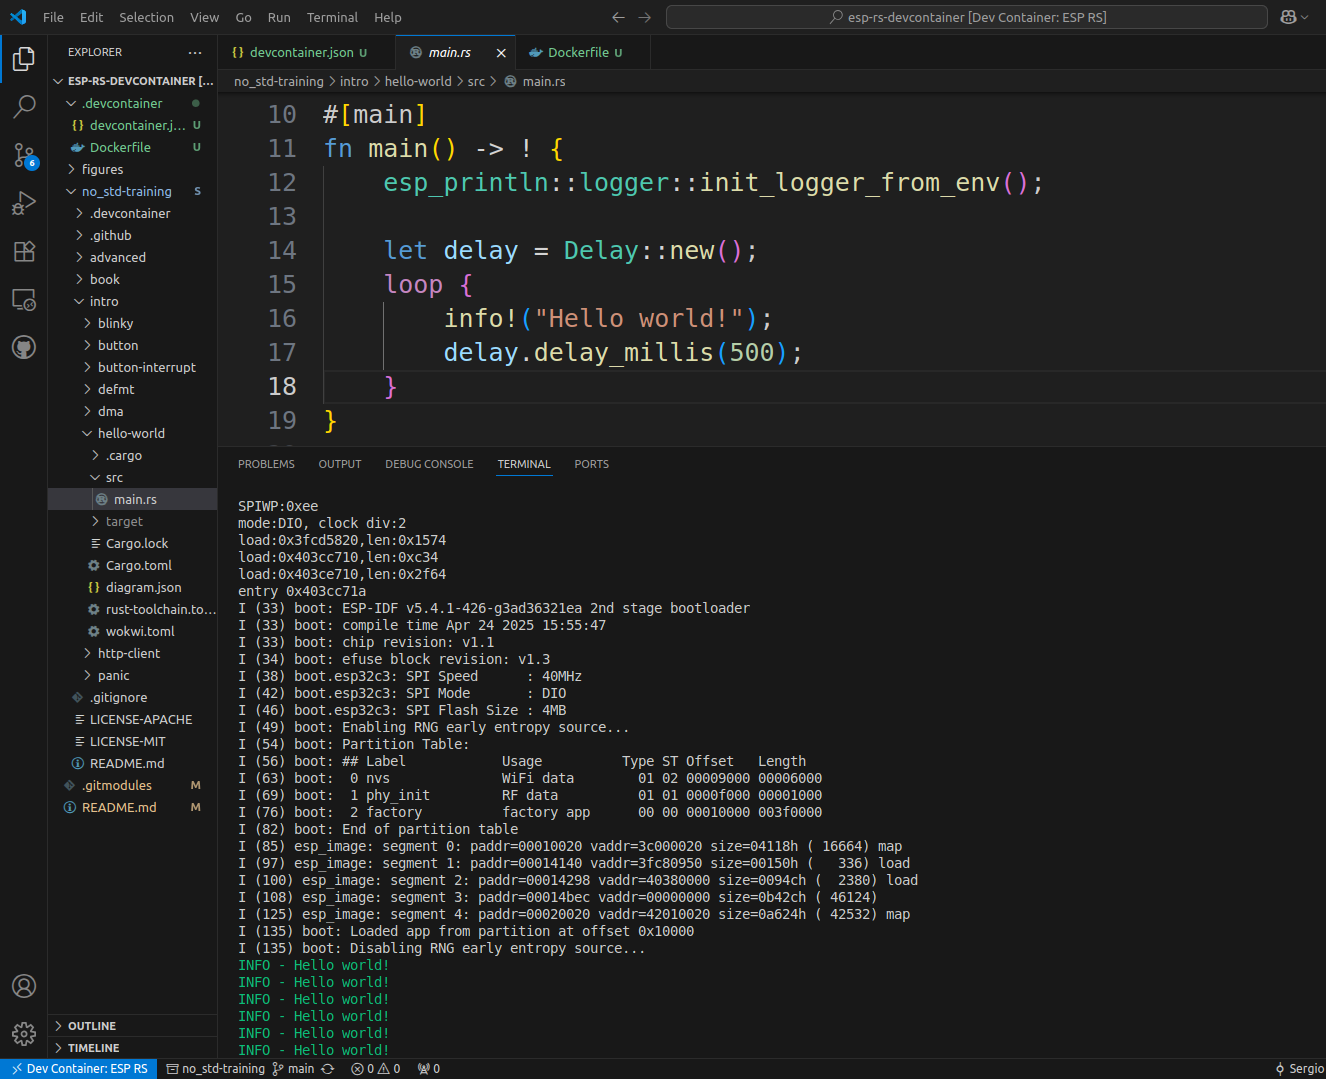 File Edit Selection View Go Run Terminal Help
esp-rs-devcontainer [Dev Container: ESP RS]
EXPLORER
ESP-RS-DEVCONTAINER [...
.devcontainer
devcontainer.j... U
Dockerfile U
figures
no_std-training S
.devcontainer
.github
advanced
book
intro
blinky
button
button-interrupt
defmt
dma
hello-world
.cargo
src
main.rs
target
Cargo.lock
Cargo.toml
diagram.json
rust-toolchain.to...
wokwi.toml
http-client
panic
.gitignore
LICENSE-APACHE
LICENSE-MIT
README.md
.gitmodules M
README.md M
OUTLINE
TIMELINE
6
devcontainer.json U
main.rs
Dockerfile U
no_std-training > intro > hello-world > src > main.rs
10 #[main]
11 fn main() -> ! {
12 esp_println::logger::init_logger_from_env();
13
14 let delay = Delay::new();
15 loop {
16 info!("Hello world!");
17 delay.delay_millis(500);
18 }
19 }
PROBLEMS OUTPUT DEBUG CONSOLE TERMINAL PORTS
SPIWP:0xee
mode:DIO, clock div:2
load:0x3fcd5820,len:0x1574
load:0x403cc710,len:0xc34
load:0x403ce710,len:0x2f64
entry 0x403cc71a
I (33) boot: ESP-IDF v5.4.1-426-g3ad36321ea 2nd stage bootloader
I (33) boot: compile time Apr 24 2025 15:55:47
I (33) boot: chip revision: v1.1
I (34) boot: efuse block revision: v1.3
I (38) boot.esp32c3: SPI Speed : 40MHz
I (42) boot.esp32c3: SPI Mode : DIO
I (46) boot.esp32c3: SPI Flash Size : 4MB
I (49) boot: Enabling RNG early entropy source...
I (54) boot: Partition Table:
I (56) boot: ## Label Usage Type ST Offset Length
I (63) boot: 0 nvs WiFi data 01 02 00009000 00006000
I (69) boot: 1 phy_init RF data 01 01 0000f000 00001000
I (76) boot: 2 factory factory app 00 00 00010000 003f0000
I (82) boot: End of partition table
I (85) esp_image: segment 0: paddr=00010020 vaddr=3c000020 size=04118h ( 16664) map
I (97) esp_image: segment 1: paddr=00014140 vaddr=3fc80950 size=00150h ( 336) load
I (100) esp_image: segment 2: paddr=00014298 vaddr=40380000 size=0094ch ( 2380) load
I (108) esp_image: segment 3: paddr=00014bec vaddr=00000000 size=0b42ch ( 46124)
I (125) esp_image: segment 4: paddr=00020020 vaddr=42010020 size=0a624h ( 42532) map
I (135) boot: Loaded app from partition at offset 0x10000
I (135) boot: Disabling RNG early entropy source...
INFO - Hello world!
INFO - Hello world!
INFO - Hello world!
INFO - Hello world!
INFO - Hello world!
INFO - Hello world!
Dev Container: ESP RS no_std-training main 0 0 0 Sergio